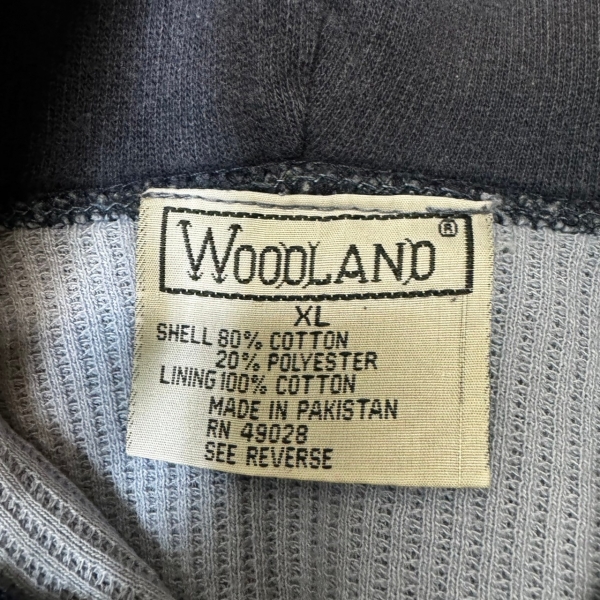 WOODLAND ®
XL
SHELL 80% COTTON
20% POLYESTER
LINING 100% COTTON
MADE IN PAKISTAN
RN 49028
SEE REVERSE